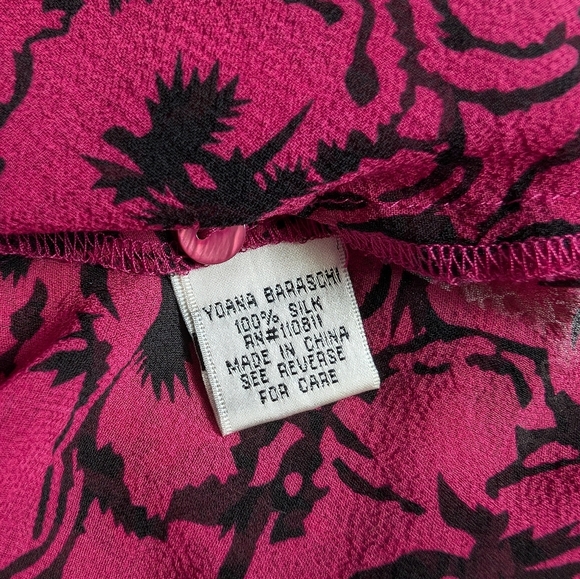 YOANA BARASCHI
100% SILK
RN#110811
MADE IN CHINA
SEE REVERSE
FOR CARE